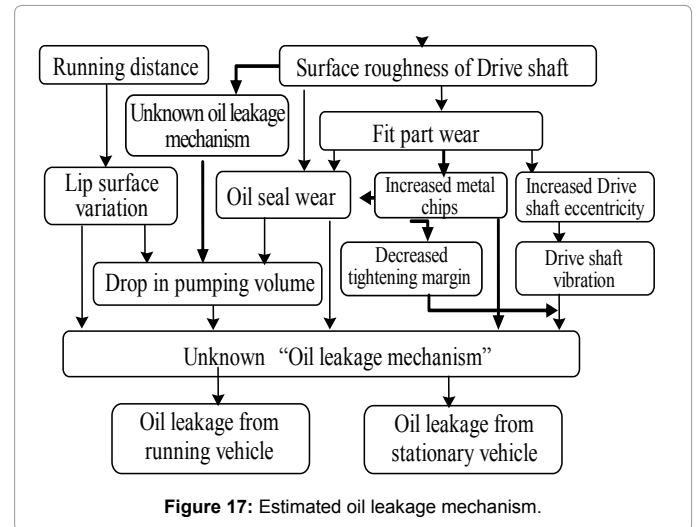 Running distance
Surface roughness of Drive shaft
Unknown oil leakage
mechanism
Fit part wear
Lip surface
variation
Oil seal wear
Increased metal
chips
Increased Drive
shaft eccentricity
Decreased
tightening margin
Drive shaft
vibration
Drop in pumping volume
Unknown “Oil leakage mechanism”
Oil leakage from
running vehicle
Oil leakage from
stationary vehicle
Figure 17: Estimated oil leakage mechanism.